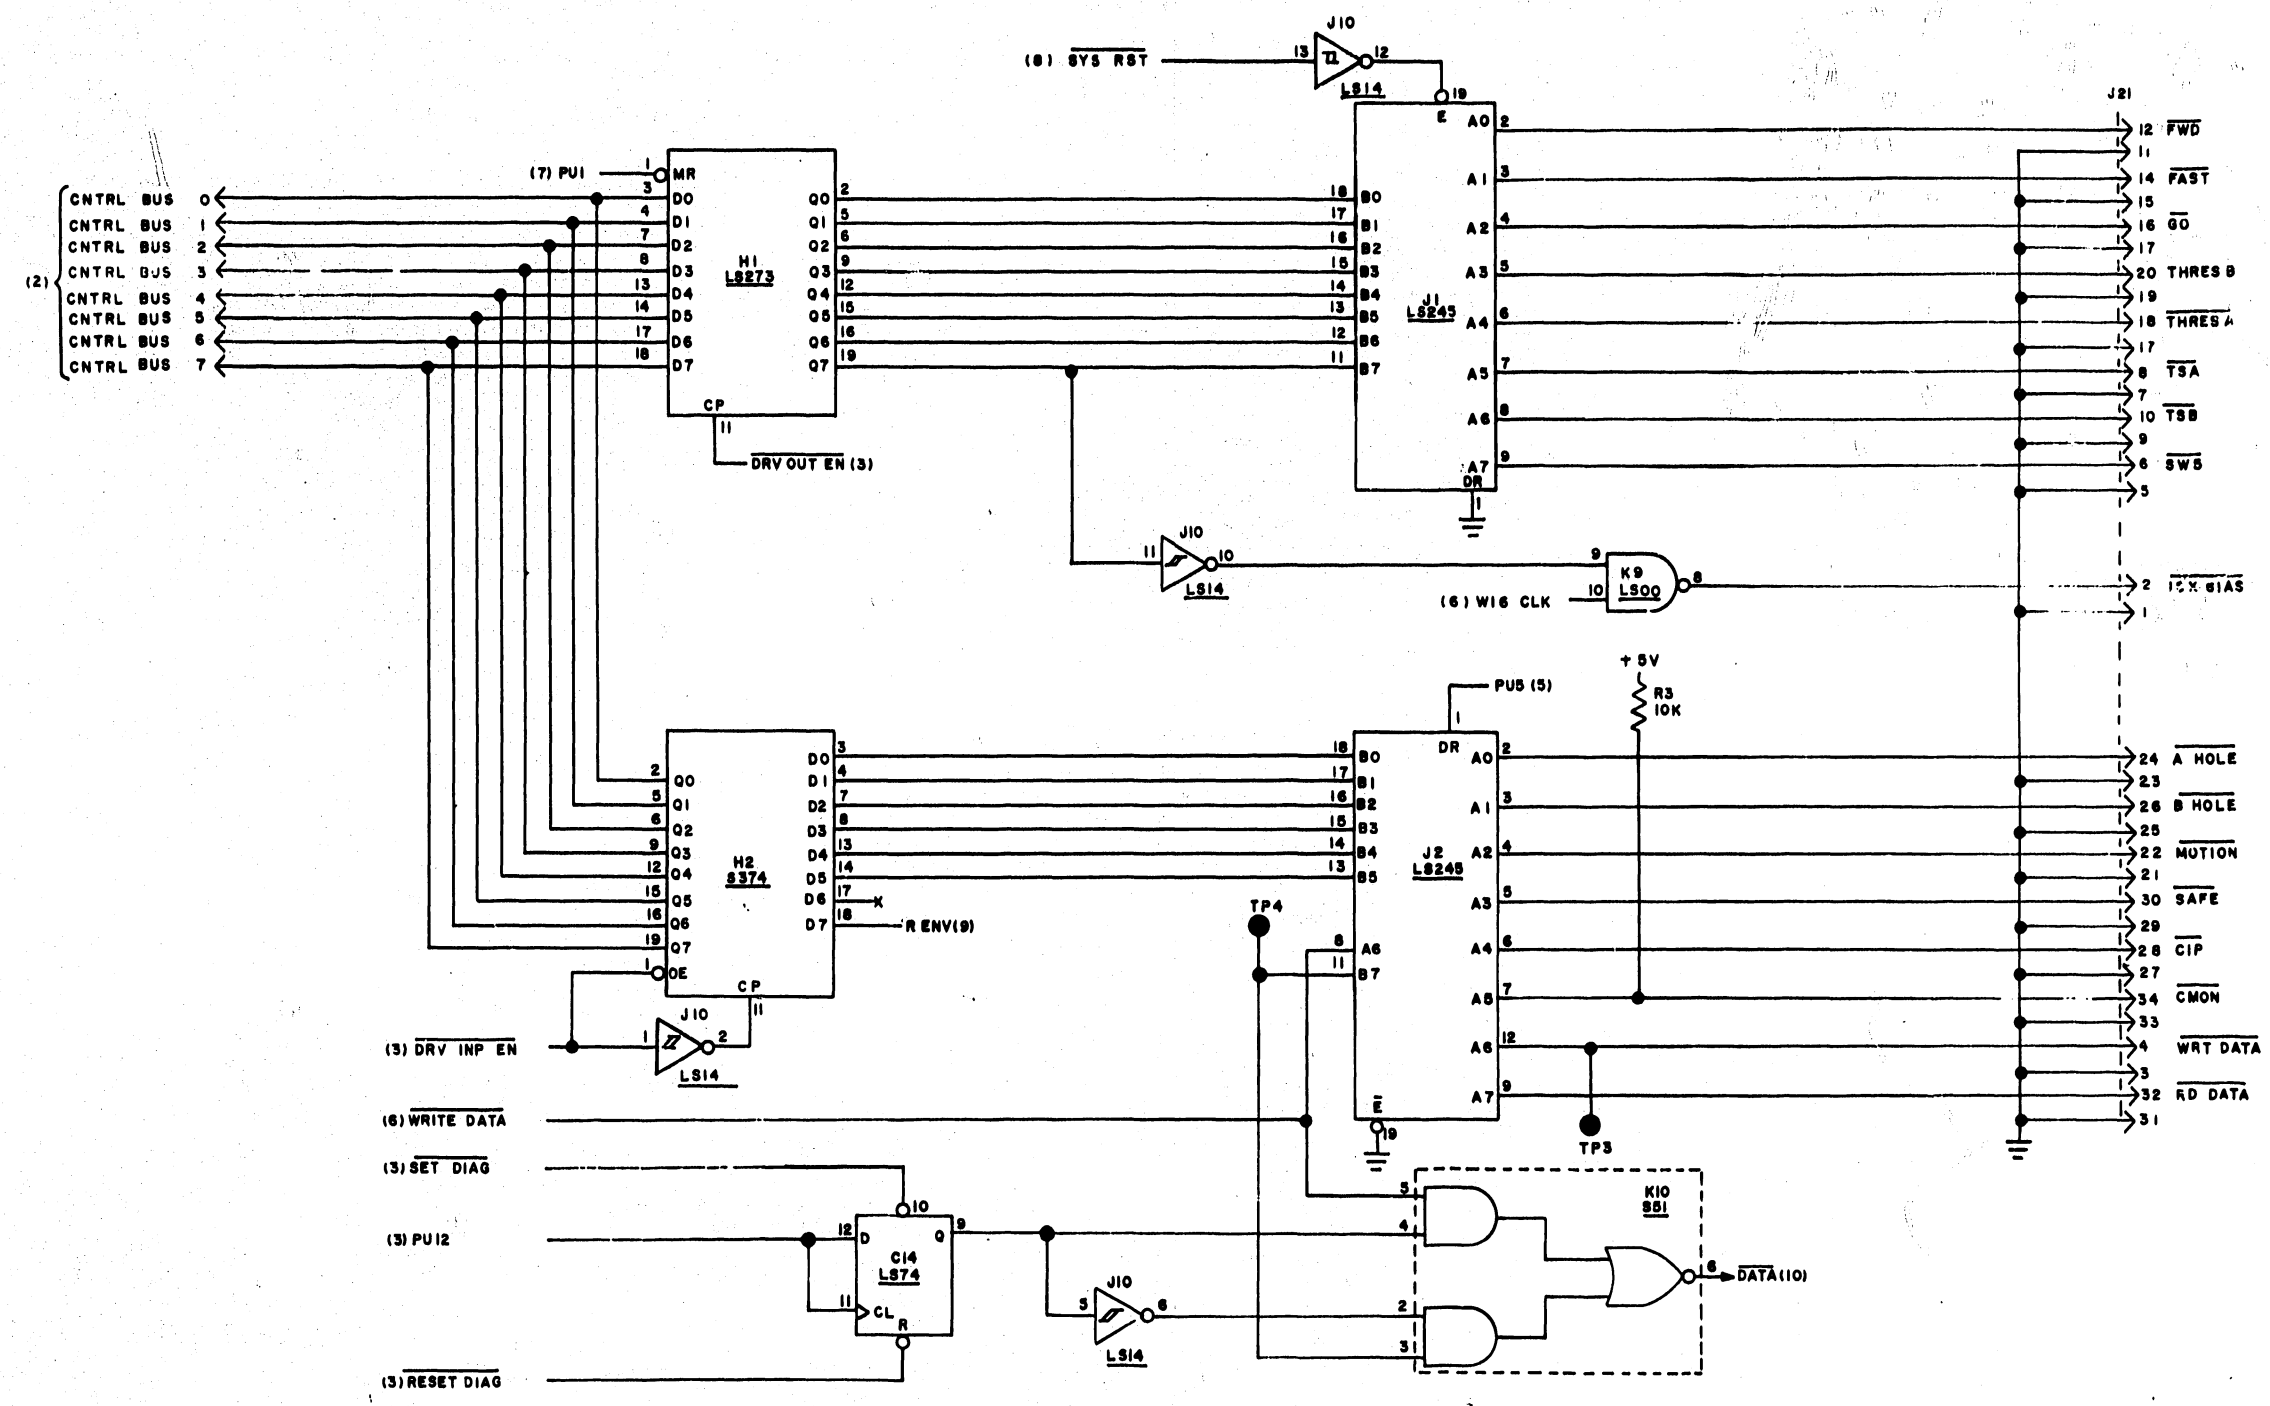 J10
(8) SYS RST 13 12
LS14
19
E
J21
A0 2 12 FWD
11
A1 3 14 FAST
15
A2 4 16 GO
17
A3 5 20 THRES B
19
A4 6 18 THRES A
17
A5 7 8 TSA
7
A6 8 10 TSB
9
A7 9 6 SWS
5
DR
1
J1
LS245
(7) PU1 1 MR
(2)
CNTRL BUS 0 3 D0 Q0 2 18 B0
CNTRL BUS 1 4 D1 Q1 5 17 B1
CNTRL BUS 2 7 D2 Q2 6 16 B2
CNTRL BUS 3 8 D3 Q3 9 15 B3
CNTRL BUS 4 13 D4 Q4 12 14 B4
CNTRL BUS 5 14 D5 Q5 15 13 B5
CNTRL BUS 6 17 D6 Q6 16 12 B6
CNTRL BUS 7 18 D7 Q7 19 11 B7
H1
LS273
CP
11
DRV OUT EN (3)
J10
11 10
LS14
9
K9
LS00
8
(6) W16 CLK 10
2 BIAS
1
+5V
R3
10K
PU5 (5)
1
DR
D0 3 18 B0
2 Q0 D1 4 17 B1
5 Q1 D2 7 16 B2
6 Q2 D3 8 15 B3
9 Q3 D4 13 14 B4
12 Q4 D5 14 13 B5
15 Q5 D6 17 X
16 Q6 D7 18 R ENV (9)
19 Q7
1 OE
H2
S374
CP
11
J2
LS245
TP4
8 A6
11 B7
A0 2 24 A HOLE
23
A1 3 26 B HOLE
25
A2 4 22 MOTION
21
A3 5 30 SAFE
29
A4 6 28 CIP
27
A5 7 34 CMON
33
A6 12 4 WRT DATA
3
A7 9 32 RD DATA
31
E
19
TP3
J10
(3) DRV INP EN 1 2
LS14
(6) WRITE DATA
(3) SET DIAG
10
(3) PU12 12 D Q 9
C14
LS74
11 CL
R
(3) RESET DIAG
J10
5 6
LS14
5
4
2
3
K10
S51
6 DATA (10)